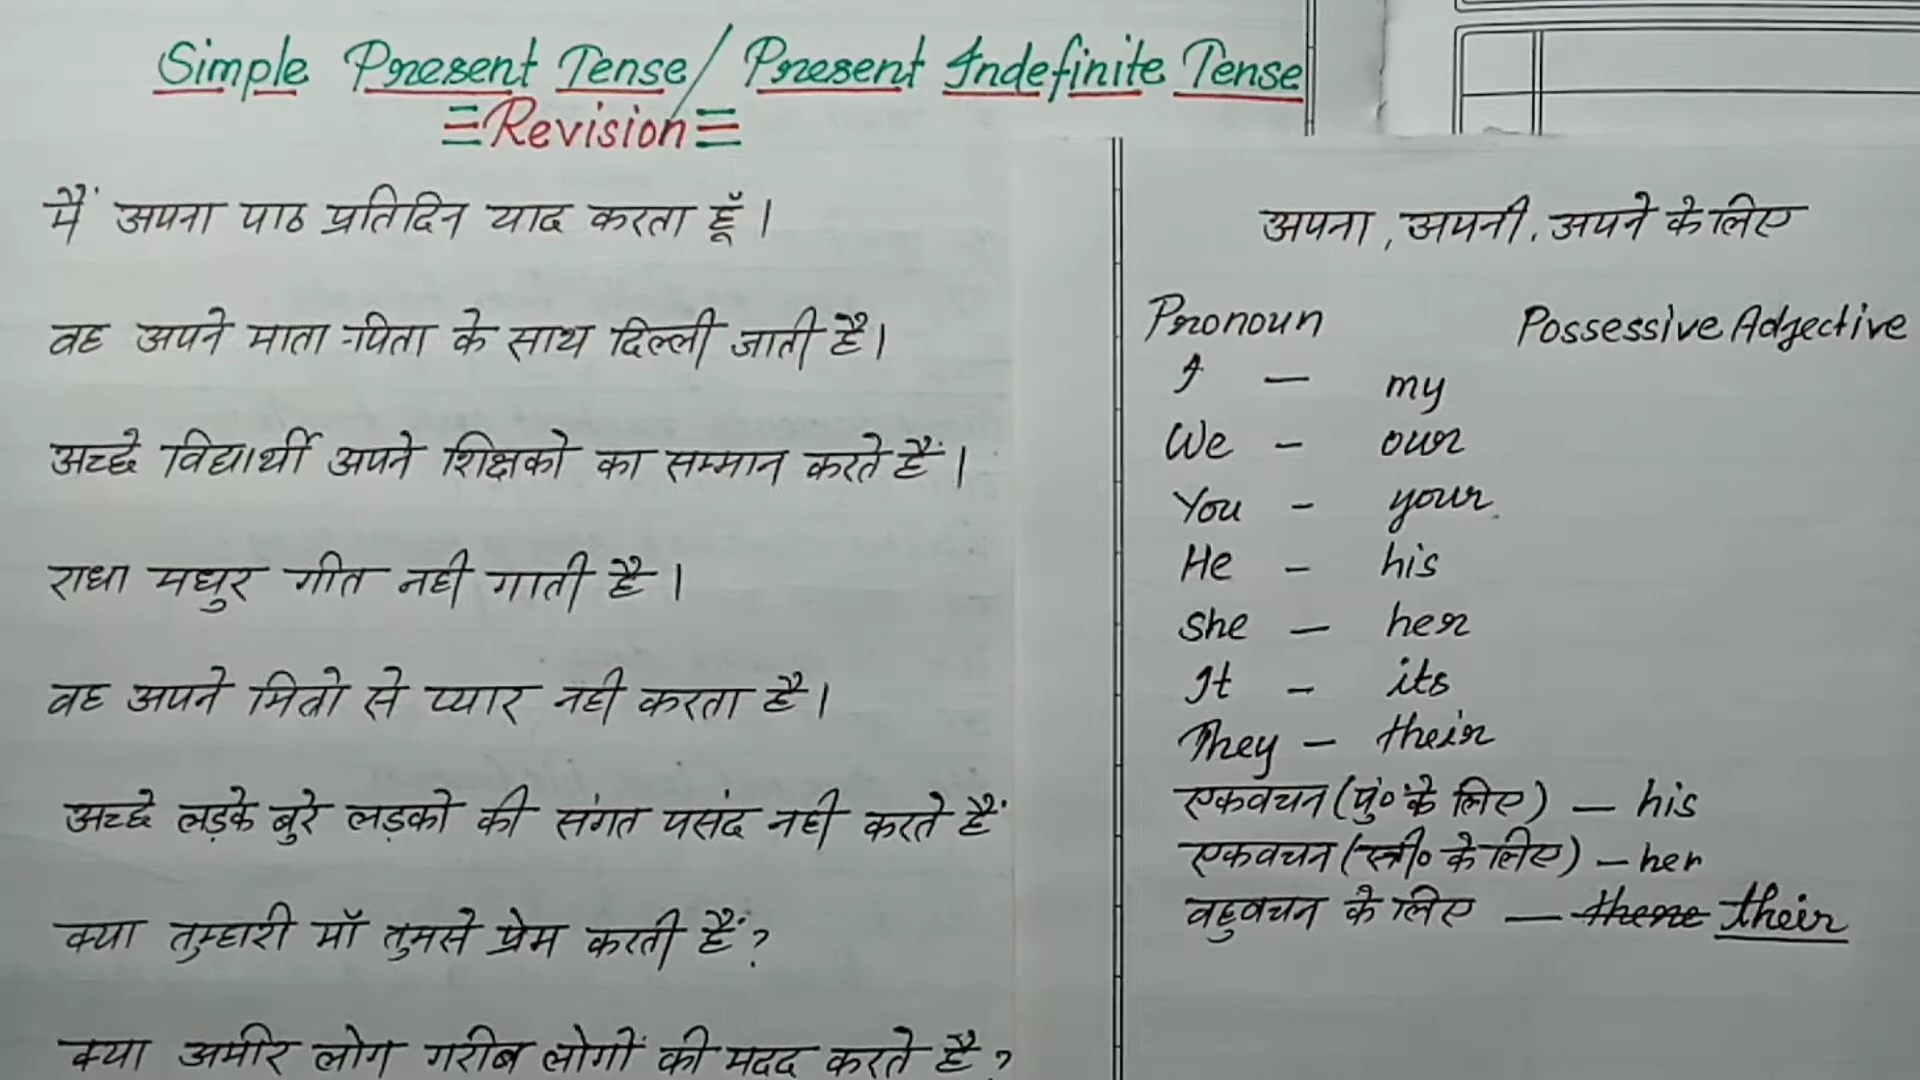 Simple Present Tense/ Present Indefinite Tense
Revision
मैं अपना पाठ प्रतिदिन याद करता हूँ।
वह अपने माता-पिता के साथ दिल्ली जाती है।
अच्छे विद्यार्थी अपने शिक्षको का सम्मान करते हैं।
राधा मधुर गीत नही गाती है।
वह अपने मित्रो से प्यार नही करता है।
अच्छे लड़के बुरे लड़को की संगत पसंद नही करते हैं
क्या तुम्हारी माँ तुमसे प्रेम करती हैं?
क्या अमीर लोग गरीब लोगों की मदद करते है?
अपना, अपनी, अपने के लिए
Pronoun Possessive Adjective
I — my
We — our
You — your
He — his
She — her
It — its
They — their
एकवचन (पुं० के लिए) — his
एकवचन (स्त्री० के लिए) — her
बहुवचन के लिए — there their